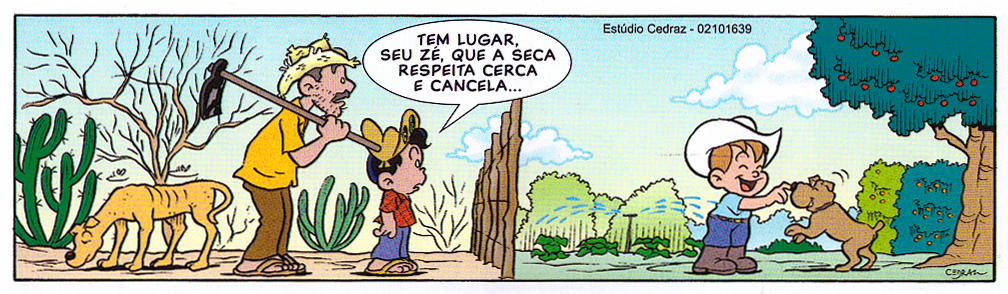 TEM LUGAR,
SEU ZÉ, QUE A SECA
RESPEITA CERCA
E CANCELA...
Estúdio Cedraz - 02101639
CEDRAZ